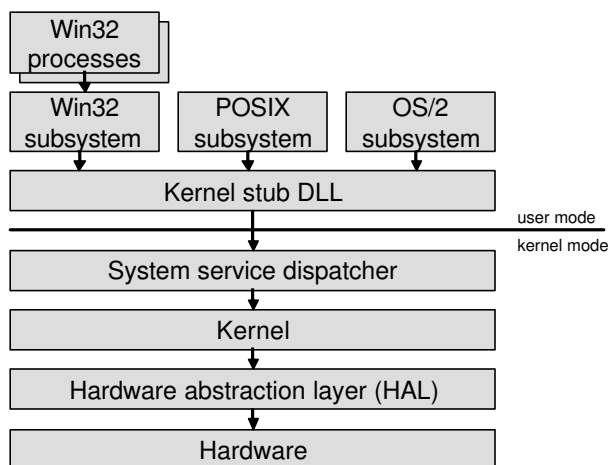 Win32
processes
Win32
subsystem
POSIX
subsystem
OS/2
subsystem
Kernel stub DLL
user mode
kernel mode
System service dispatcher
Kernel
Hardware abstraction layer (HAL)
Hardware